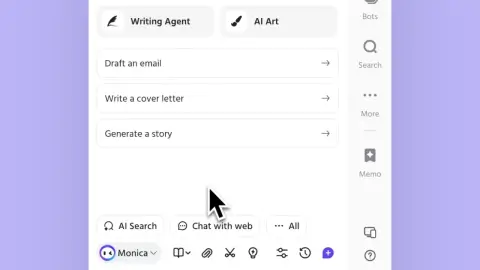 Writing Agent
AI Art
Bots
Draft an email
Search
Write a cover letter
More
Generate a story
Memo
AI Search
Chat with web
All
Monica